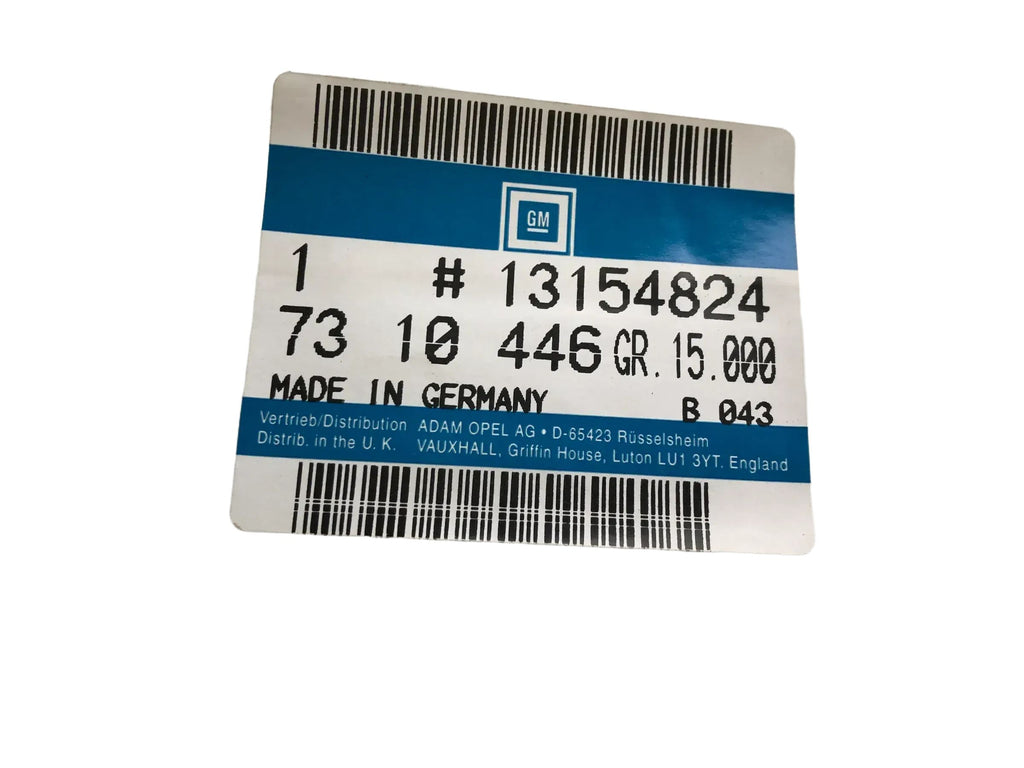 GM
1 # 13154824
73 10 446 GR. 15.000
MADE IN GERMANY B 043
Vertrieb/Distribution ADAM OPEL AG • D-65423 Rüsselsheim
Distrib. in the U. K. VAUXHALL, Griffin House, Luton LU1 3YT. England